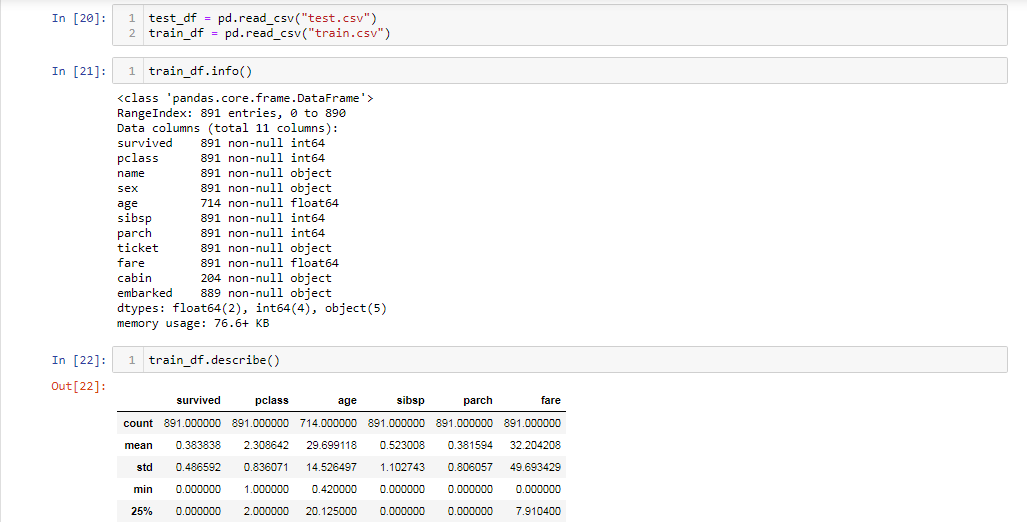 In [20]: 1 test_df = pd.read_csv("test.csv")
2 train_df = pd.read_csv("train.csv")
In [21]: 1 train_df.info()
<class 'pandas.core.frame.DataFrame'>
RangeIndex: 891 entries, 0 to 890
Data columns (total 11 columns):
survived 891 non-null int64
pclass 891 non-null int64
name 891 non-null object
sex 891 non-null object
age 714 non-null float64
sibsp 891 non-null int64
parch 891 non-null int64
ticket 891 non-null object
fare 891 non-null float64
cabin 204 non-null object
embarked 889 non-null object
dtypes: float64(2), int64(4), object(5)
memory usage: 76.6+ KB
In [22]: 1 train_df.describe()
Out[22]:
survived pclass age sibsp parch fare
count 891.000000 891.000000 714.000000 891.000000 891.000000 891.000000
mean 0.383838 2.308642 29.699118 0.523008 0.381594 32.204208
std 0.486592 0.836071 14.526497 1.102743 0.806057 49.693429
min 0.000000 1.000000 0.420000 0.000000 0.000000 0.000000
25% 0.000000 2.000000 20.125000 0.000000 0.000000 7.910400